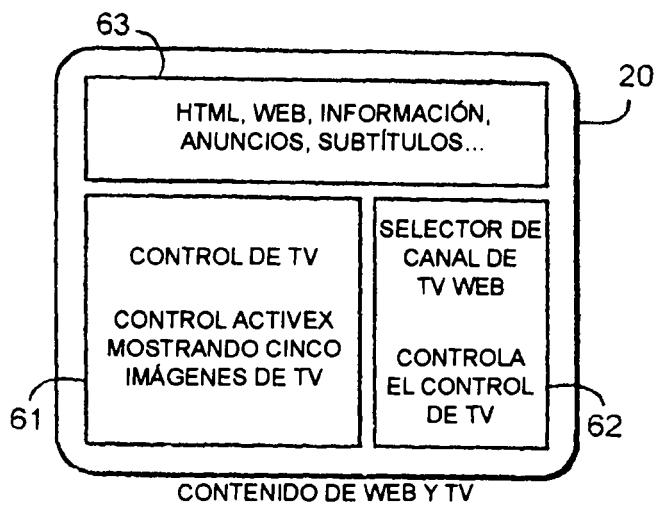 63
20
HTML, WEB, INFORMACIÓN,
ANUNCIOS, SUBTÍTULOS...
CONTROL DE TV
CONTROL ACTIVEX
MOSTRANDO CINCO
IMÁGENES DE TV
SELECTOR DE
CANAL DE
TV WEB
CONTROLA
EL CONTROL
DE TV
61
62
CONTENIDO DE WEB Y TV